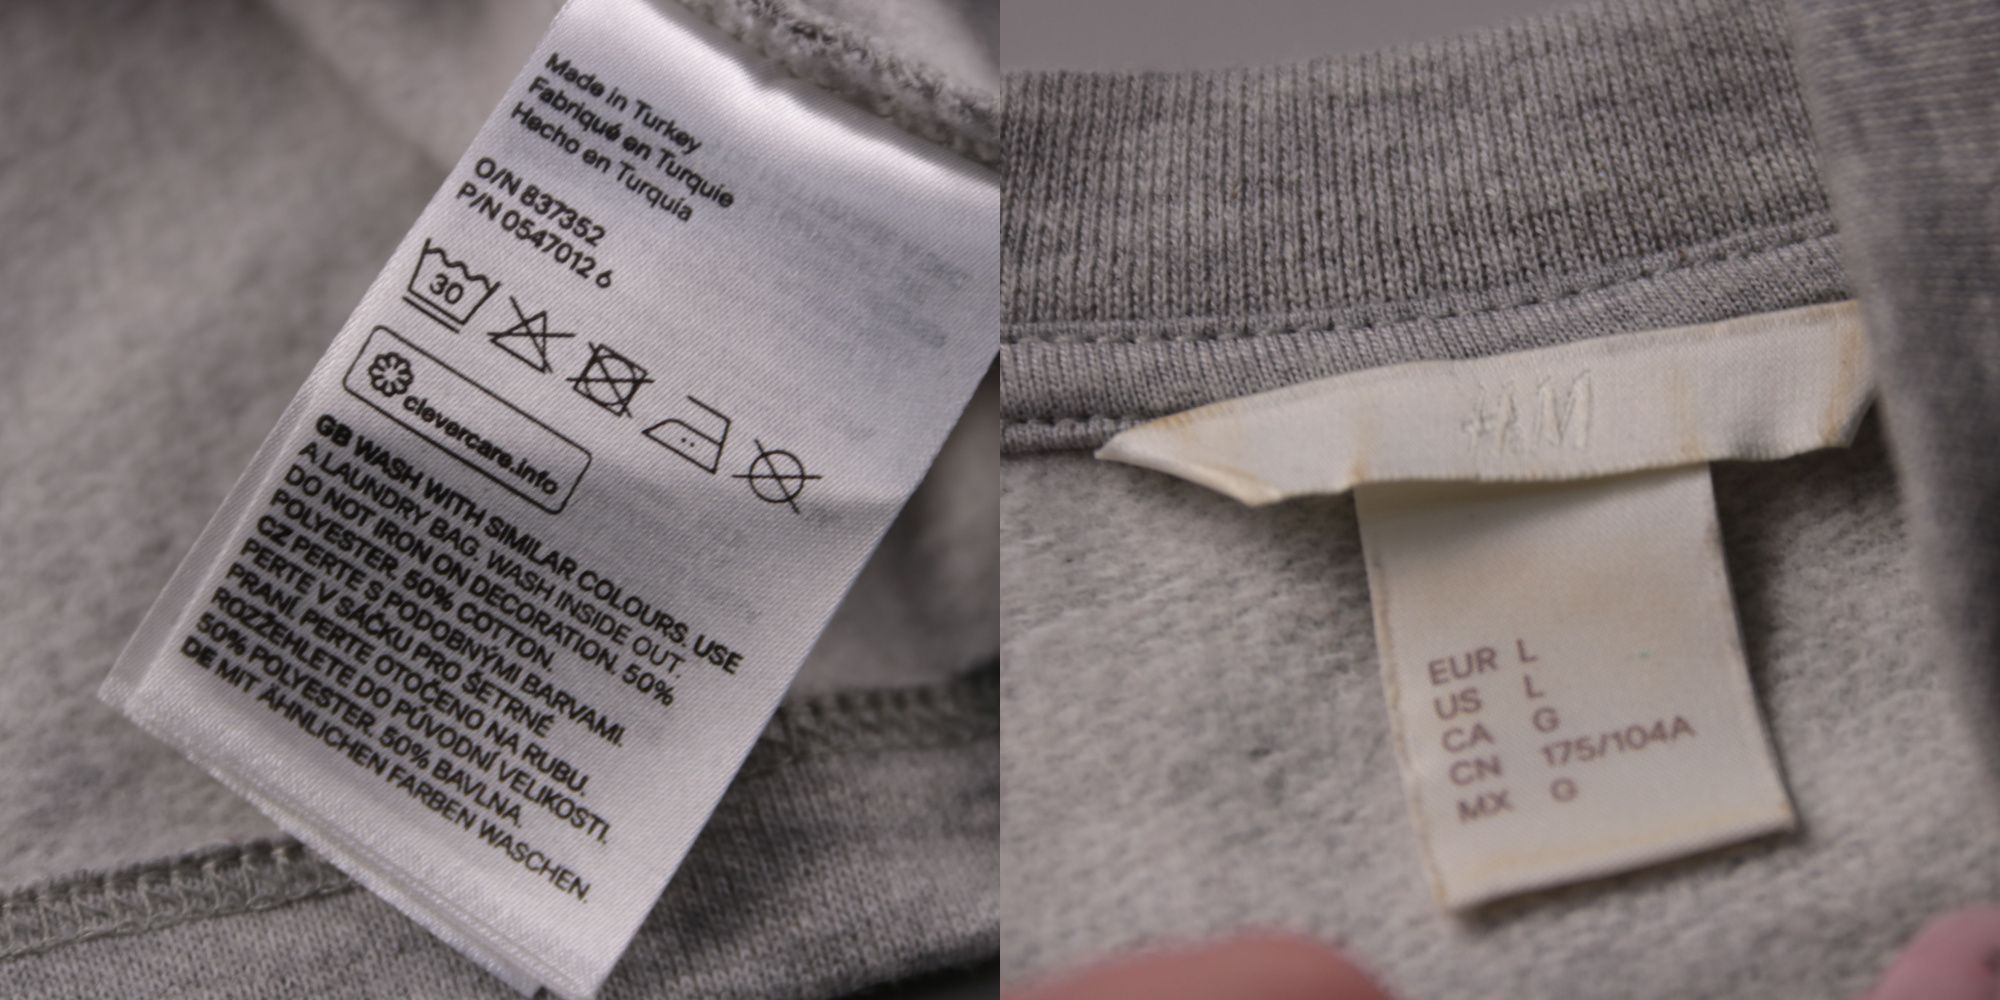 Made in Turkey
Fabriqué en Turquie
Hecho en Turquía
O/N 837352
P/N 0547012 6
30
clevercare.info
GB WASH WITH SIMILAR COLOURS. USE
A LAUNDRY BAG. WASH INSIDE OUT.
DO NOT IRON ON DECORATION. 50%
POLYESTER. 50% COTTON.
CZ PERTE S PODOBNÝMI BARVAMI.
PERTE V SÁČKU PRO ŠETRNÉ
PRANÍ. PERTE OTOČENO NA RUBU.
ROZŽEHLETE DO PŮVODNÍ VELIKOSTI.
50% POLYESTER. 50% BAVLNA.
DE MIT ÄHNLICHEN FARBEN WASCHEN.
H&M
EUR L
US L
CA G
CN 175/104A
MX G